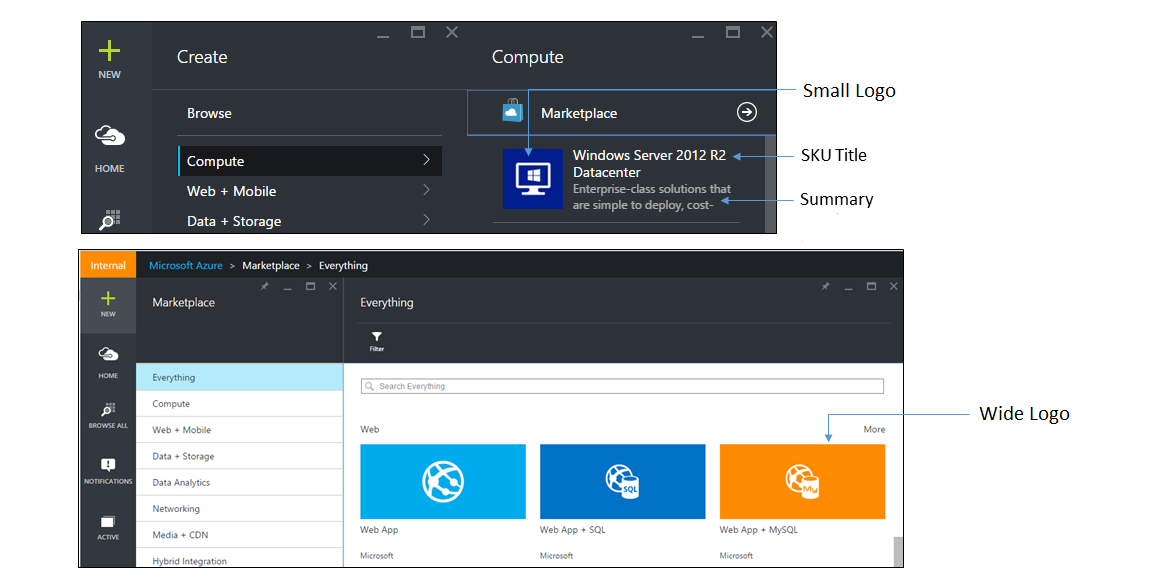 Create
Compute
NEW
Browse
Marketplace
Small Logo
HOME
Compute
Web + Mobile
Data + Storage
Windows Server 2012 R2
Datacenter
Enterprise-class solutions that
are simple to deploy, cost-
SKU Title
Summary
Internal
Microsoft Azure > Marketplace > Everything
NEW
HOME
BROWSE ALL
NOTIFICATIONS
ACTIVE
Marketplace
Everything
Compute
Web + Mobile
Data + Storage
Data Analytics
Networking
Media + CDN
Hybrid Integration
Everything
Filter
Search Everything
Web
More
Wide Logo
SQL
My
Web App
Web App + SQL
Web App + MySQL
Microsoft
Microsoft
Microsoft